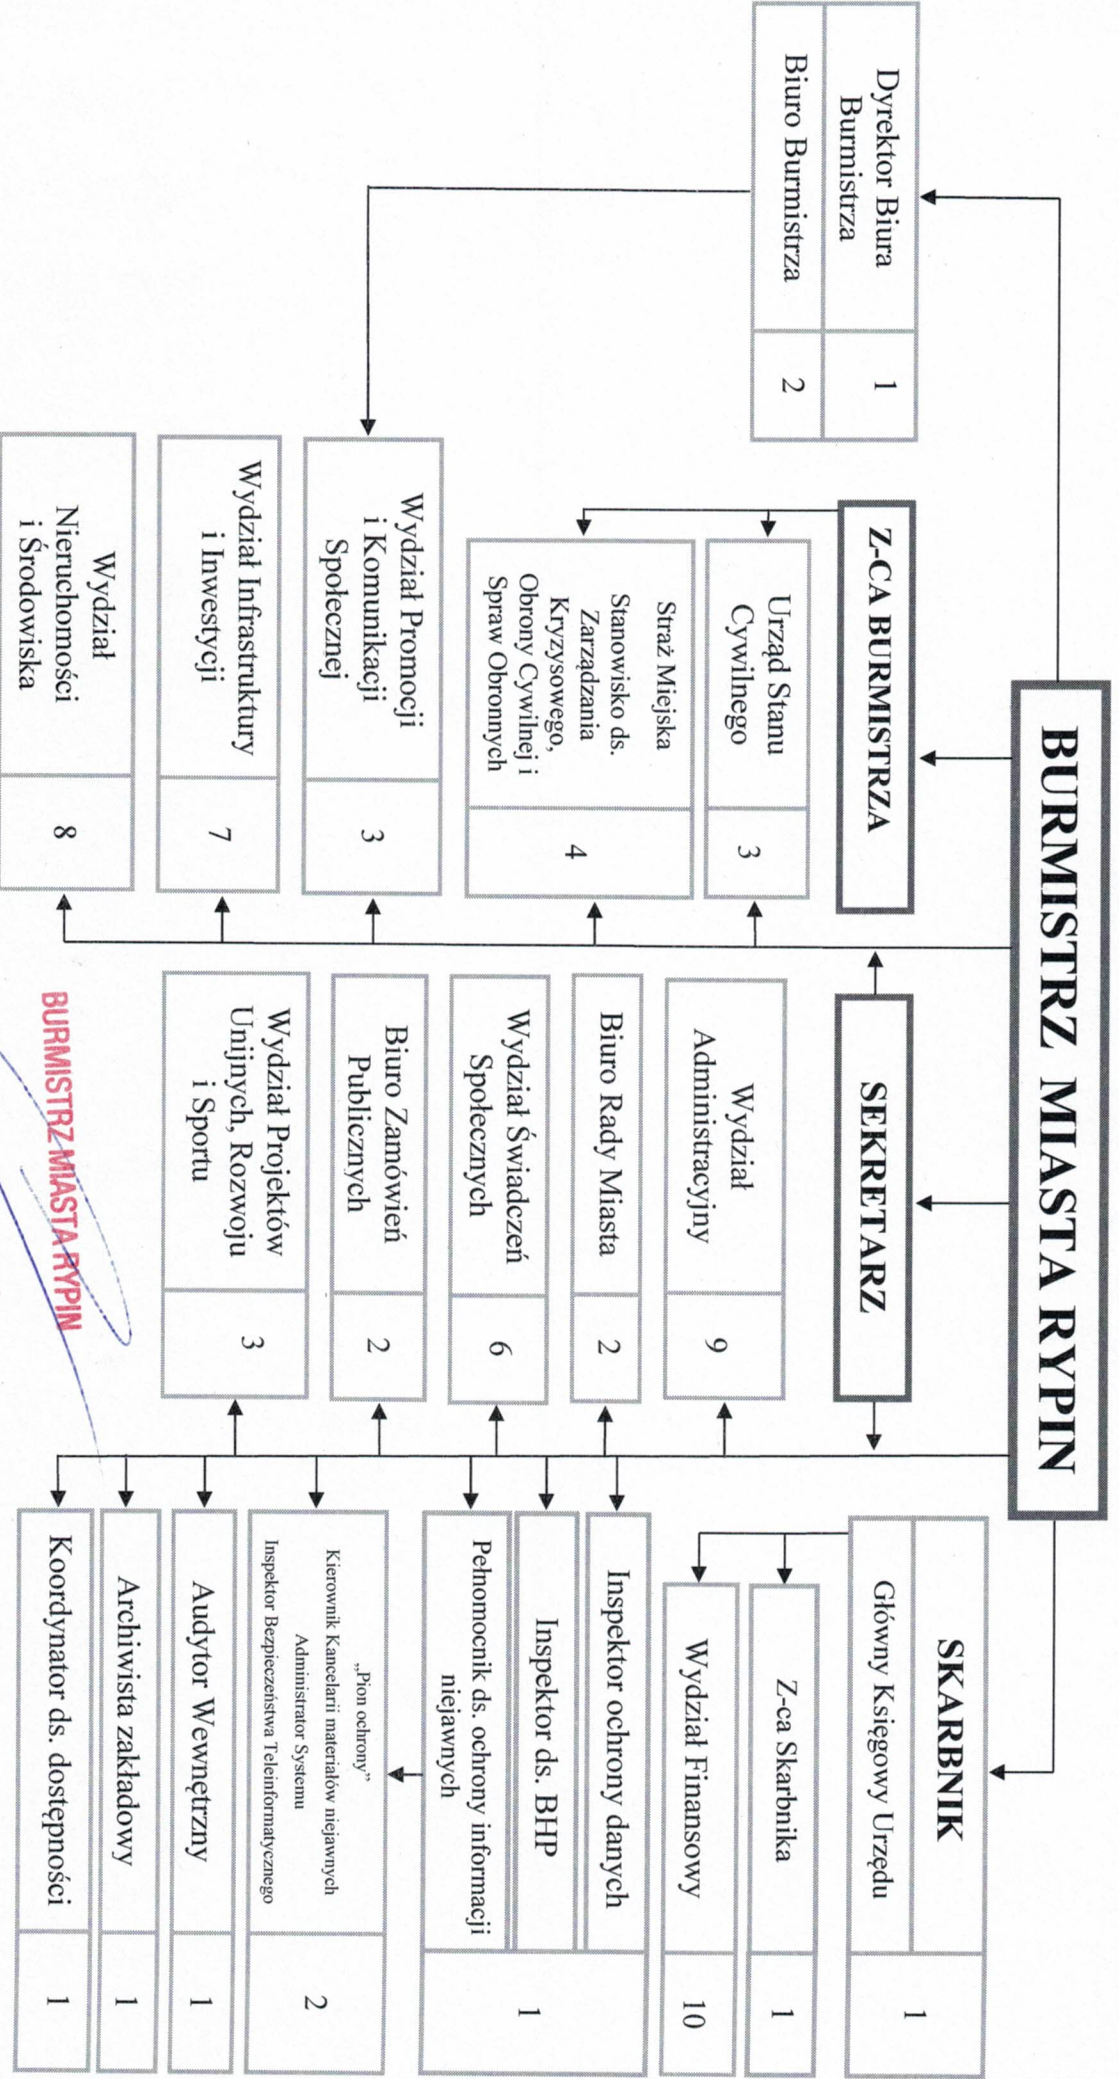 BURMISTRZ MIASTA RYPIN
Dyrektor Biura
Burmistrza
1
Biuro Burmistrza
2
Z-CA BURMISTRZA
Urząd Stanu
Cywilnego
3
Straż Miejska
Stanowisko ds.
Zarządzania
Kryzysowego,
Obrony Cywilnej i
Spraw Obronnych
4
Wydział Promocji
i Komunikacji
Społecznej
3
Wydział Infrastruktury
i Inwestycji
7
Wydział
Nieruchomości
i Środowiska
8
SEKRETARZ
Wydział
Administracyjny
9
Biuro Rady Miasta
2
Wydział Świadczeń
Społecznych
6
Biuro Zamówień
Publicznych
2
Wydział Projektów
Unijnych, Rozwoju
i Sportu
3
SKARBNIK
Główny Księgowy Urzędu
1
Z-ca Skarbnika
1
Wydział Finansowy
10
Inspektor ochrony danych
Inspektor ds. BHP
Pełnomocnik ds. ochrony informacji
niejawnych
1
„Pion ochrony”
Kierownik Kancelarii materiałów niejawnych
Administrator Systemu
Inspektor Bezpieczeństwa Teleinformatycznego
2
Audytor Wewnętrzny
1
Archiwista zakładowy
1
Koordynator ds. dostępności
1
BURMISTRZ MIASTA RYPIN